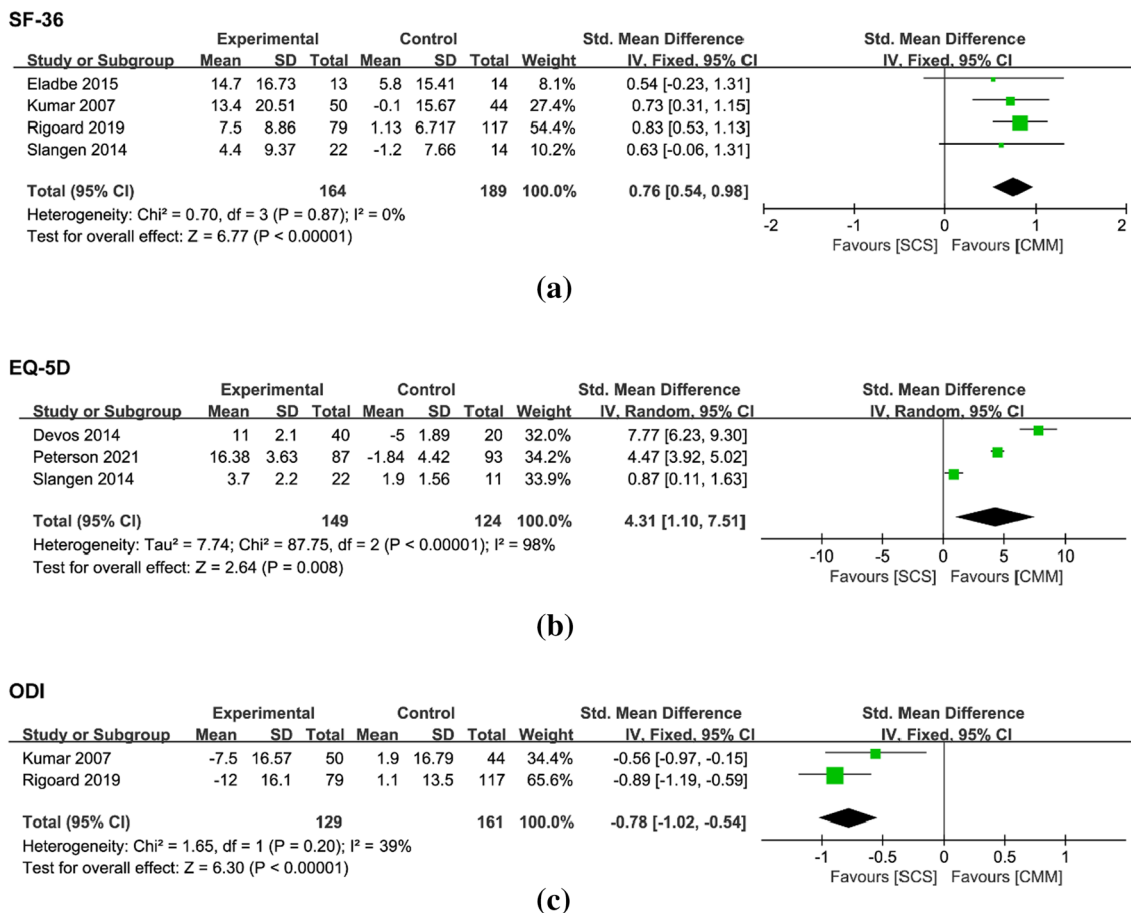 SF-36
Experimental Control Std. Mean Difference Std. Mean Difference
Study or Subgroup Mean SD Total Mean SD Total Weight IV, Fixed, 95% CI IV, Fixed, 95% CI
Eladbe 2015 14.7 16.73 13 5.8 15.41 14 8.1% 0.54 [-0.23, 1.31]
Kumar 2007 13.4 20.51 50 -0.1 15.67 44 27.4% 0.73 [0.31, 1.15]
Rigoard 2019 7.5 8.86 79 1.13 6.717 117 54.4% 0.83 [0.53, 1.13]
Slangen 2014 4.4 9.37 22 -1.2 7.66 14 10.2% 0.63 [-0.06, 1.31]
Total (95% CI) 164 189 100.0% 0.76 [0.54, 0.98]
Heterogeneity: Chi² = 0.70, df = 3 (P = 0.87); I² = 0%
Test for overall effect: Z = 6.77 (P < 0.00001)
-2 -1 0 1 2
Favours [SCS] Favours [CMM]
(a)
EQ-5D
Experimental Control Std. Mean Difference Std. Mean Difference
Study or Subgroup Mean SD Total Mean SD Total Weight IV, Random, 95% CI IV, Random, 95% CI
Devos 2014 11 2.1 40 -5 1.89 20 32.0% 7.77 [6.23, 9.30]
Peterson 2021 16.38 3.63 87 -1.84 4.42 93 34.2% 4.47 [3.92, 5.02]
Slangen 2014 3.7 2.2 22 1.9 1.56 11 33.9% 0.87 [0.11, 1.63]
Total (95% CI) 149 124 100.0% 4.31 [1.10, 7.51]
Heterogeneity: Tau² = 7.74; Chi² = 87.75, df = 2 (P < 0.00001); I² = 98%
Test for overall effect: Z = 2.64 (P = 0.008)
-10 -5 0 5 10
Favours [SCS] Favours [CMM]
(b)
ODI
Experimental Control Std. Mean Difference Std. Mean Difference
Study or Subgroup Mean SD Total Mean SD Total Weight IV, Fixed, 95% CI IV, Fixed, 95% CI
Kumar 2007 -7.5 16.57 50 1.9 16.79 44 34.4% -0.56 [-0.97, -0.15]
Rigoard 2019 -12 16.1 79 1.1 13.5 117 65.6% -0.89 [-1.19, -0.59]
Total (95% CI) 129 161 100.0% -0.78 [-1.02, -0.54]
Heterogeneity: Chi² = 1.65, df = 1 (P = 0.20); I² = 39%
Test for overall effect: Z = 6.30 (P < 0.00001)
-1 -0.5 0 0.5 1
Favours [SCS] Favours [CMM]
(c)